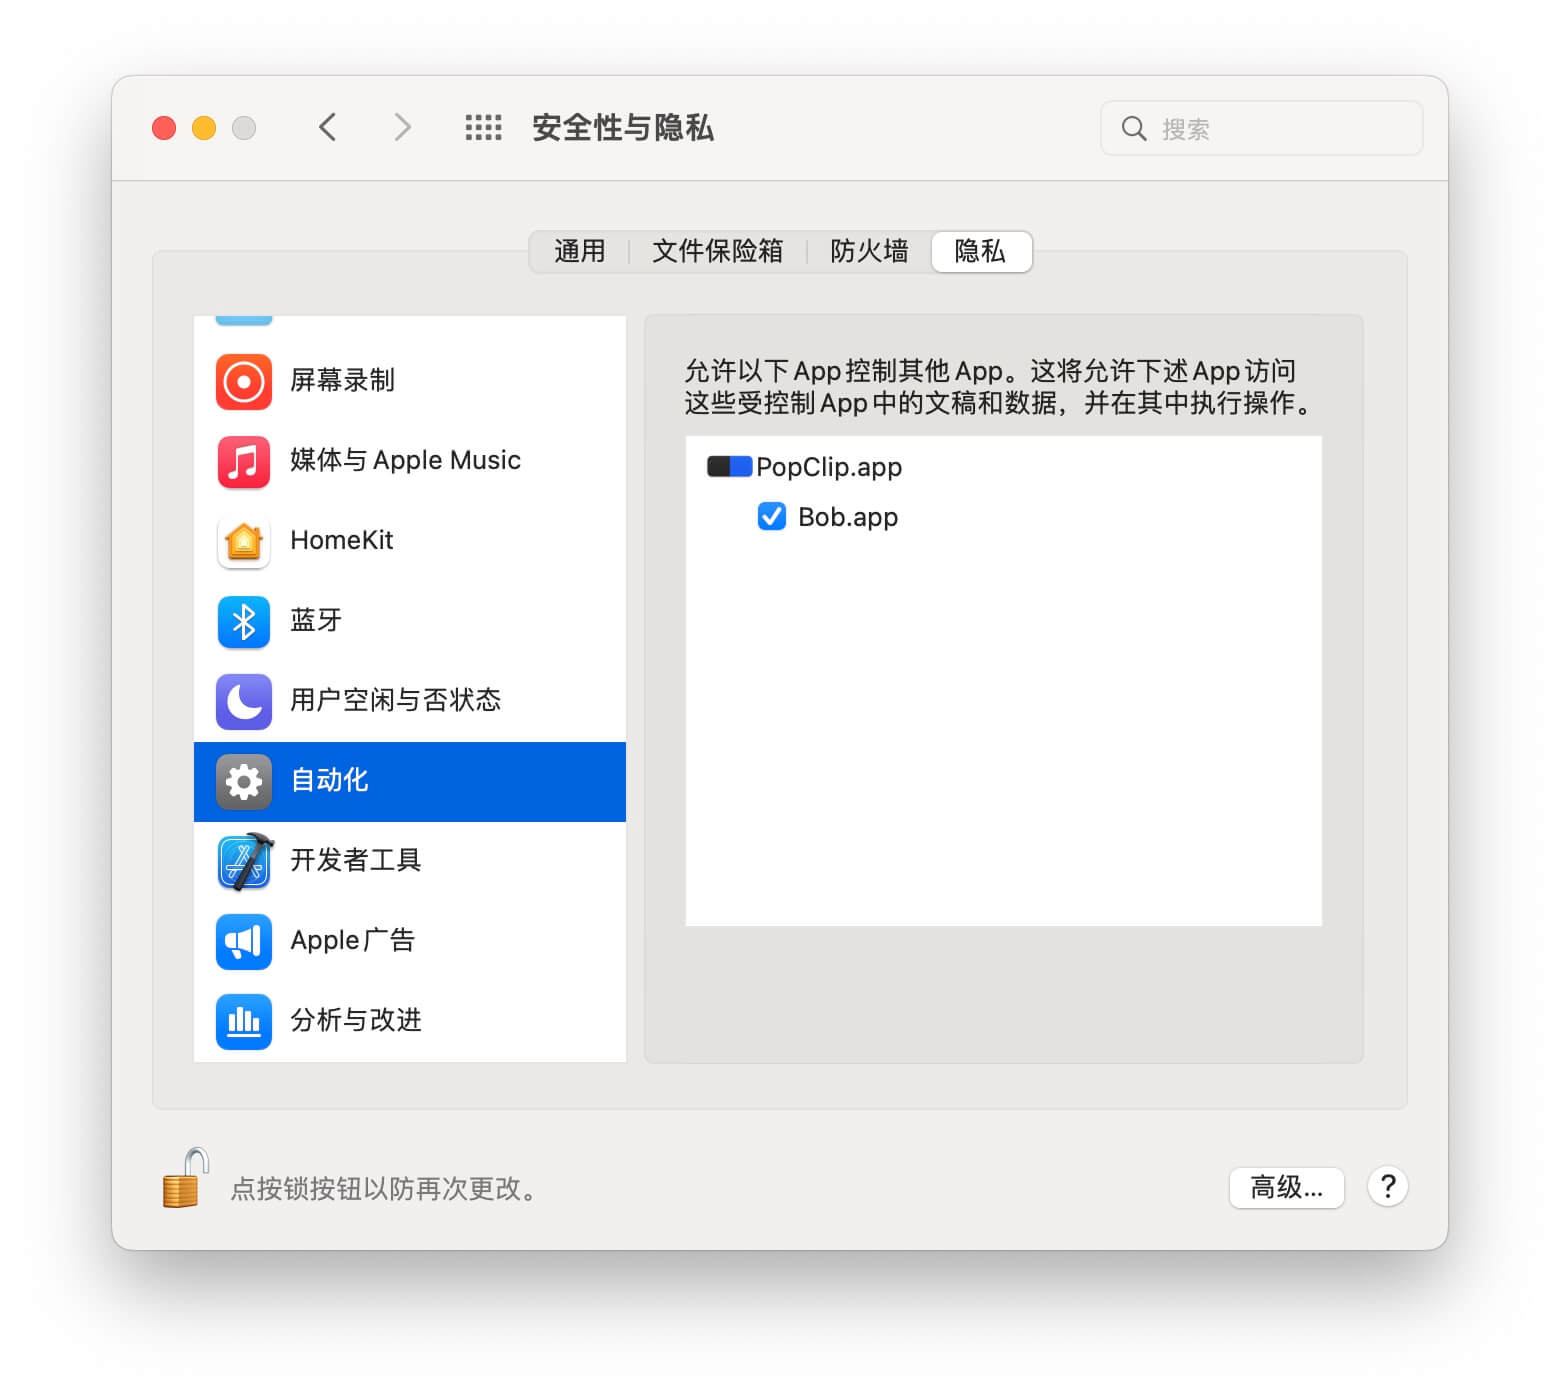 安全性与隐私
搜索
通用
文件保险箱
防火墙
隐私
屏幕录制
媒体与 Apple Music
HomeKit
蓝牙
用户空闲与否状态
自动化
开发者工具
Apple 广告
分析与改进
允许以下 App 控制其他 App。这将允许下述 App 访问
这些受控制 App 中的文稿和数据，并在其中执行操作。
PopClip.app
Bob.app
点按锁按钮以防再次更改。
高级...
?